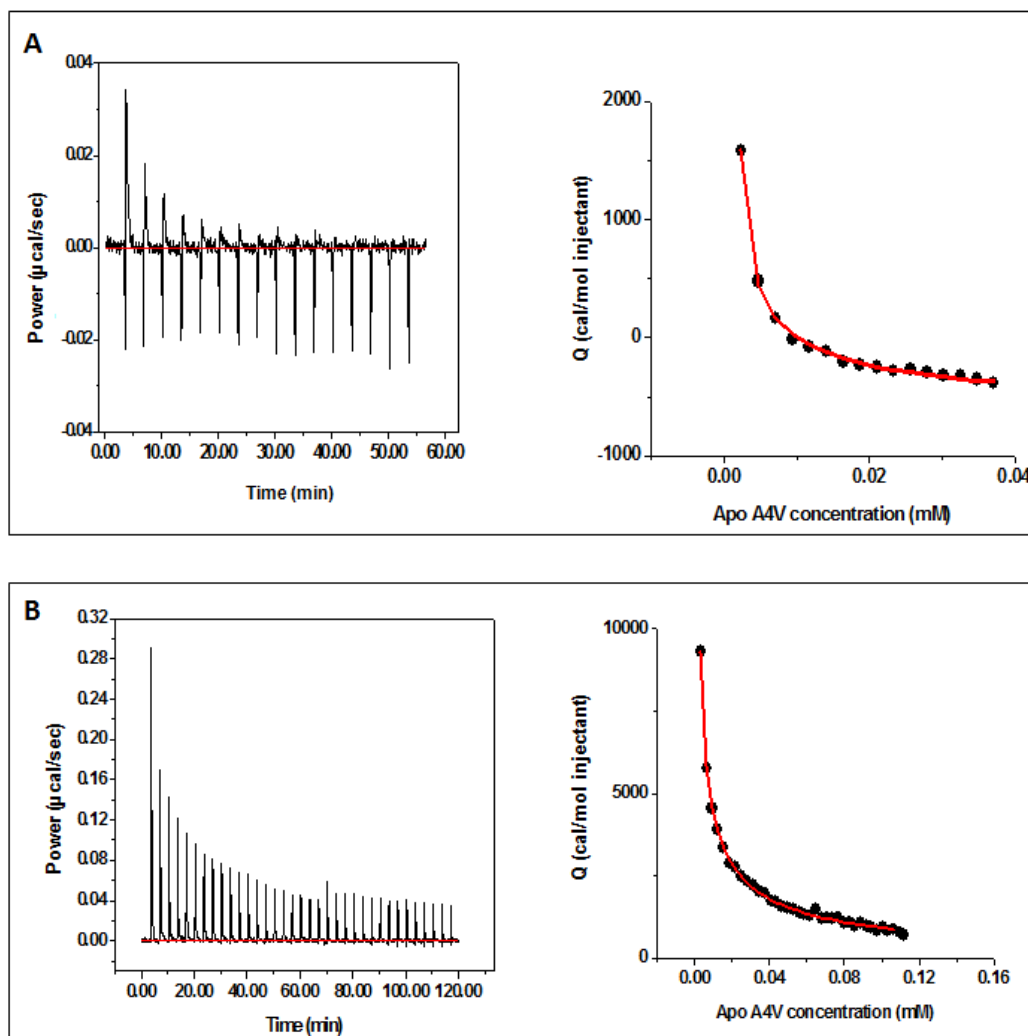 A
0.04
0.02
0.00
-0.02
-0.04
Power (µcal/sec)
0.00 10.00 20.00 30.00 40.00 50.00 60.00
Time (min)
2000
1000
0
-1000
Q (cal/mol injectant)
0.00 0.02 0.04
Apo A4V concentration (mM)
B
0.32
0.28
0.24
0.20
0.16
0.12
0.08
0.04
0.00
Power (µcal/sec)
0.00 20.00 40.00 60.00 80.00 100.00 120.00
Time (min)
10000
5000
0
Q (cal/mol injectant)
0.00 0.04 0.08 0.12 0.16
Apo A4V concentration (mM)